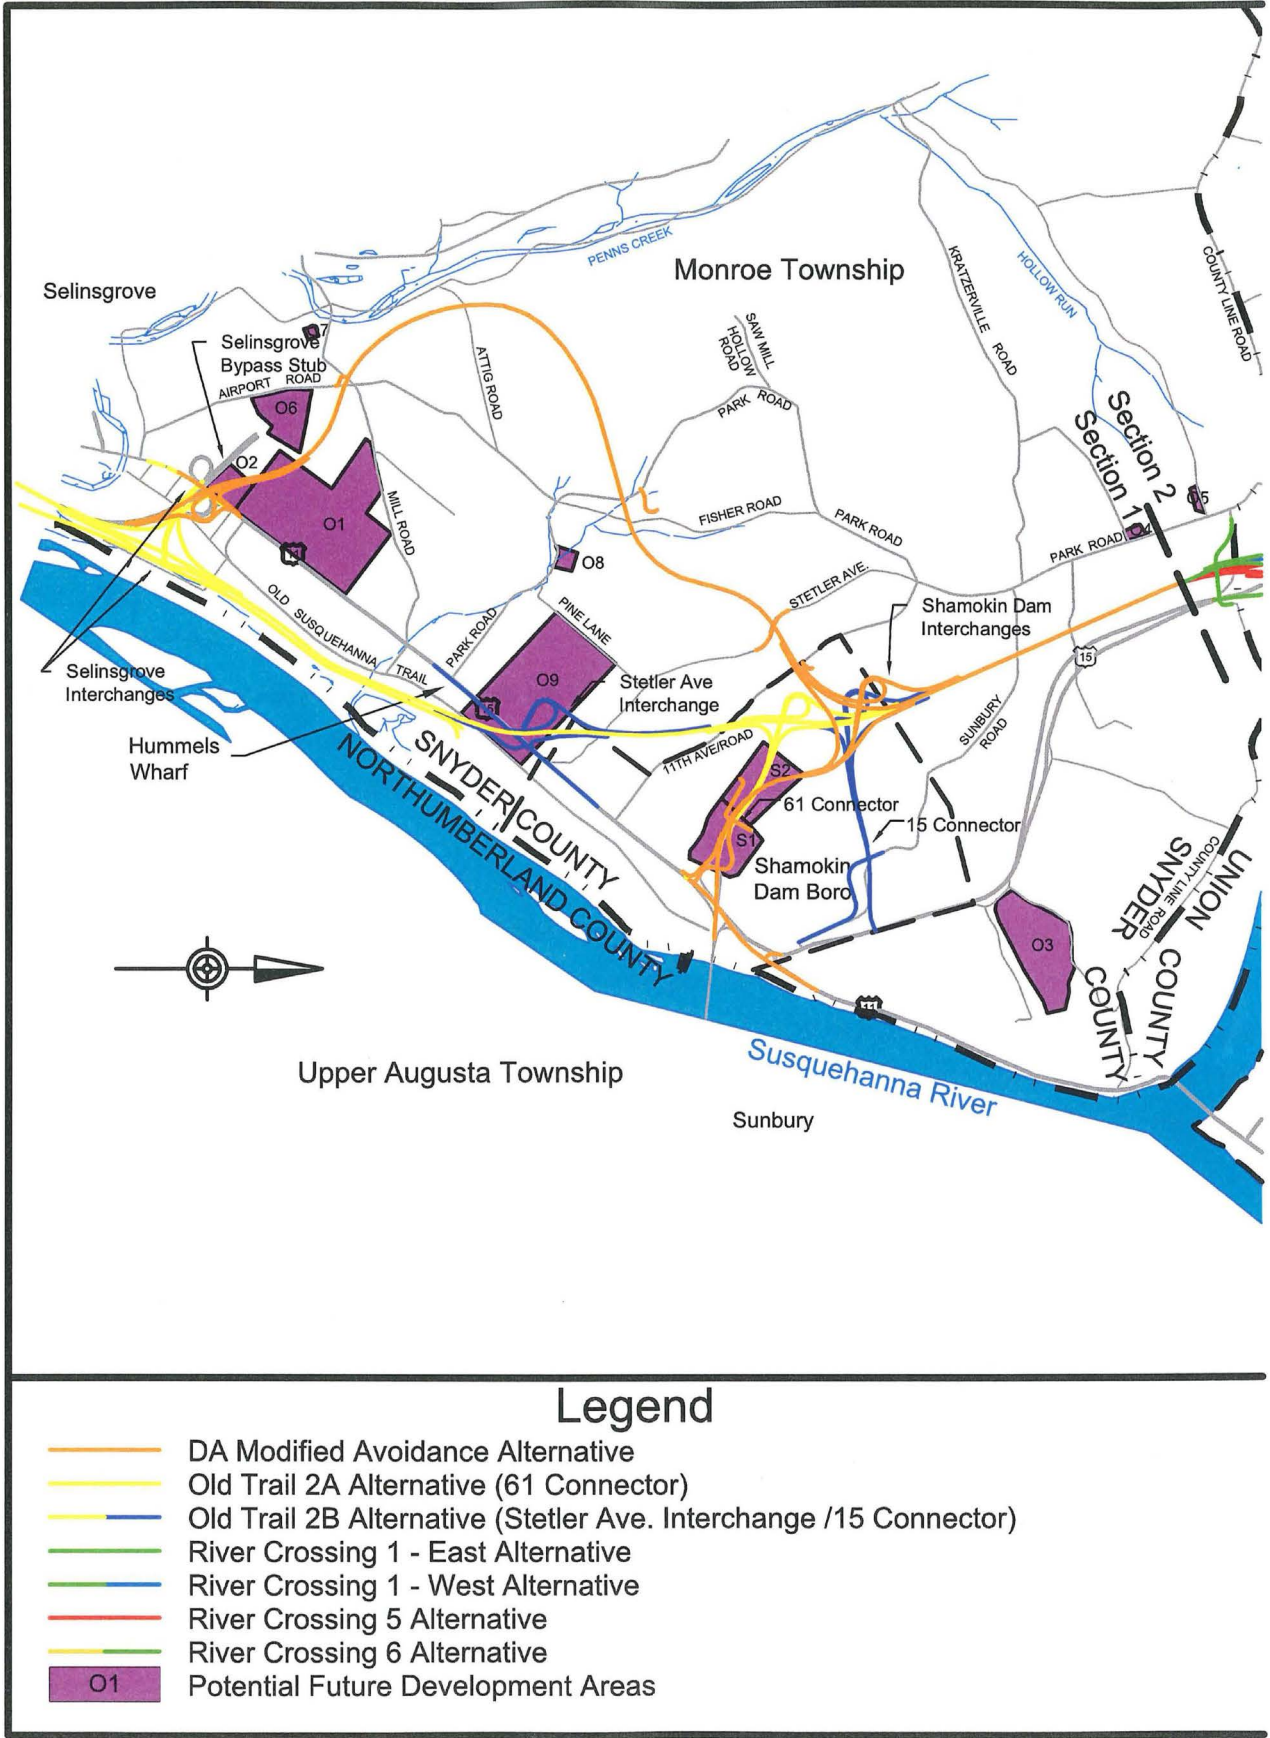 Monroe Township
PENNS CREEK
HOLLOW RUN
KRATZERVILLE ROAD
COUNTY LINE ROAD
Selinsgrove
7
Selinsgrove
Bypass Stub
AIRPORT ROAD
ATTIG ROAD
SAW MILL
HOLLOW
ROAD
PARK ROAD
O6
O2
O1
MILL ROAD
FISHER ROAD
PARK ROAD
Section 2
Section 1
O5
O4
PARK ROAD
O8
STETLER AVE.
Shamokin Dam
Interchanges
OLD SUSQUEHANNA TRAIL
PARK ROAD
PINE LANE
15
Selinsgrove
Interchanges
O9
Stetler Ave
Interchange
SUNBURY
ROAD
Hummels
Wharf
11TH AVE/ROAD
S2
61 Connector
15 Connector
S1
Shamokin
Dam Boro
SNYDER COUNTY
NORTHUMBERLAND COUNTY
O3
UNION COUNTY
COUNTY LINE ROAD
SNYDER COUNTY
Upper Augusta Township
Susquehanna River
Sunbury
Legend
DA Modified Avoidance Alternative
Old Trail 2A Alternative (61 Connector)
Old Trail 2B Alternative (Stetler Ave. Interchange /15 Connector)
River Crossing 1 - East Alternative
River Crossing 1 - West Alternative
River Crossing 5 Alternative
River Crossing 6 Alternative
O1 Potential Future Development Areas